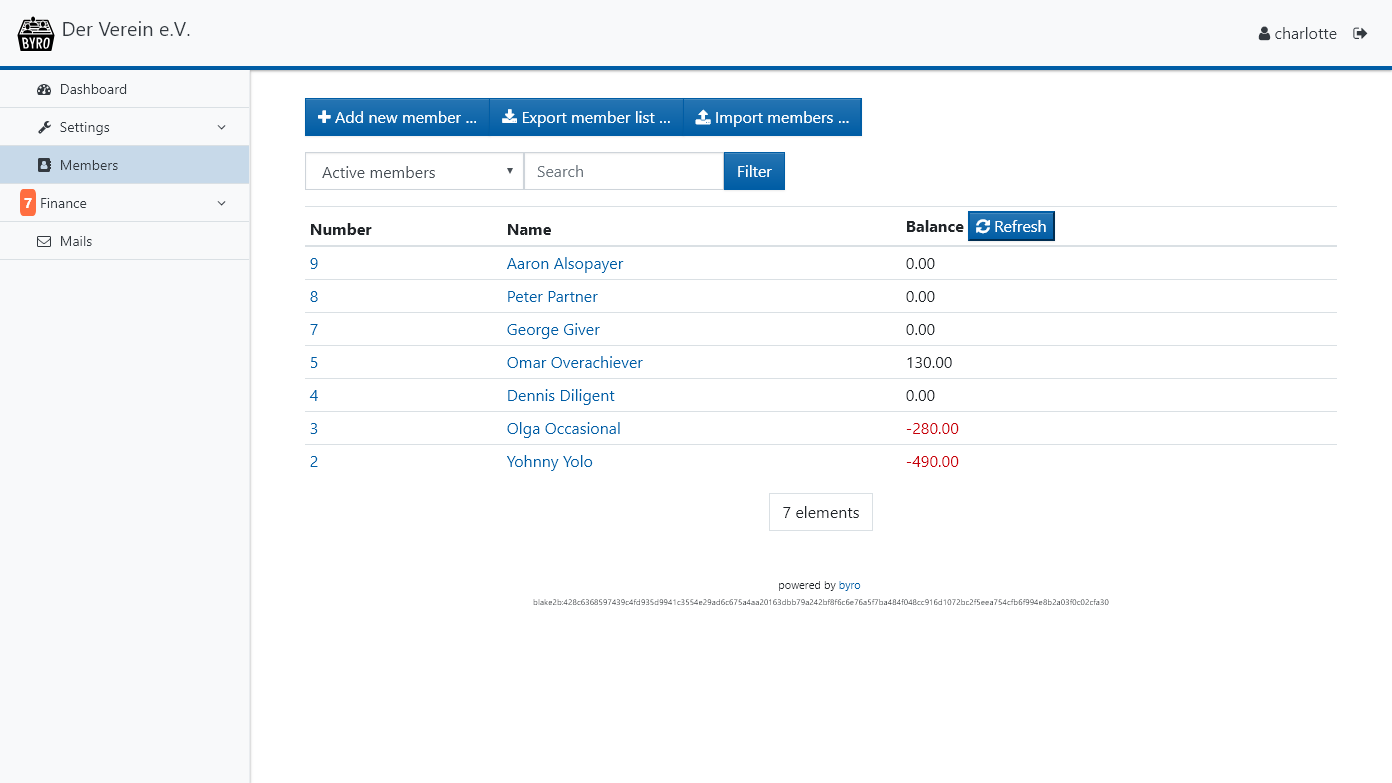 BYRO Der Verein e.V.
charlotte
Dashboard
Settings
Members
7 Finance
Mails
Add new member ... Export member list ... Import members ...
Active members Search Filter
Number Name Balance Refresh
9 Aaron Alsopayer 0.00
8 Peter Partner 0.00
7 George Giver 0.00
5 Omar Overachiever 130.00
4 Dennis Diligent 0.00
3 Olga Occasional -280.00
2 Yohnny Yolo -490.00
7 elements
powered by byro
blake2b:428c6368597439c4fd935d9941c3554e29ad6c675a4aa20163dbb79a242bf8f6c6e76a5f7ba484f048cc916d1072bc2f5eea754cfb6f994e8b2a03f0c02cfa30